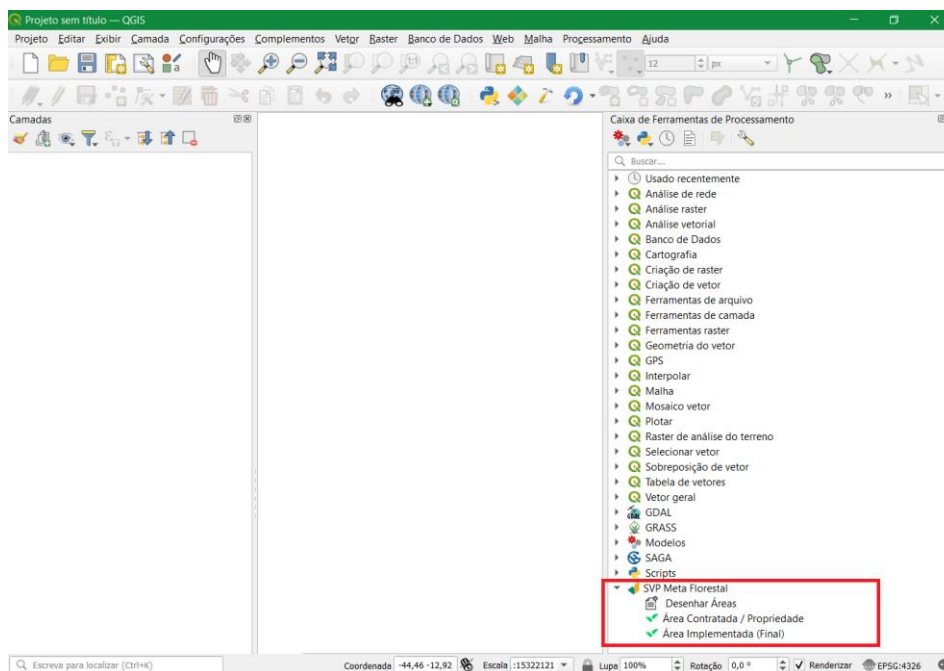 Projeto sem título — QGIS
Projeto Editar Exibir Camada Configurações Complementos Vetor Raster Banco de Dados Web Malha Processamento Ajuda
12 px
Camadas
Caixa de Ferramentas de Processamento
Buscar...
Usado recentemente
Análise de rede
Análise raster
Análise vetorial
Banco de Dados
Cartografia
Criação de raster
Criação de vetor
Ferramentas de arquivo
Ferramentas de camada
Ferramentas raster
Geometria do vetor
GPS
Interpolar
Malha
Mosaico vetor
Plotar
Raster de análise do terreno
Selecionar vetor
Sobreposição de vetor
Tabela de vetores
Vetor geral
GDAL
GRASS
Modelos
SAGA
Scripts
SVP Meta Florestal
Desenhar Áreas
Área Contratada / Propriedade
Área Implementada (Final)
Escreva para localizar (Ctrl+K) Coordenada -44,46 -12,92 Escala :15322121 Lupa 100% Rotação 0,0 ° Renderizar EPSG:4326